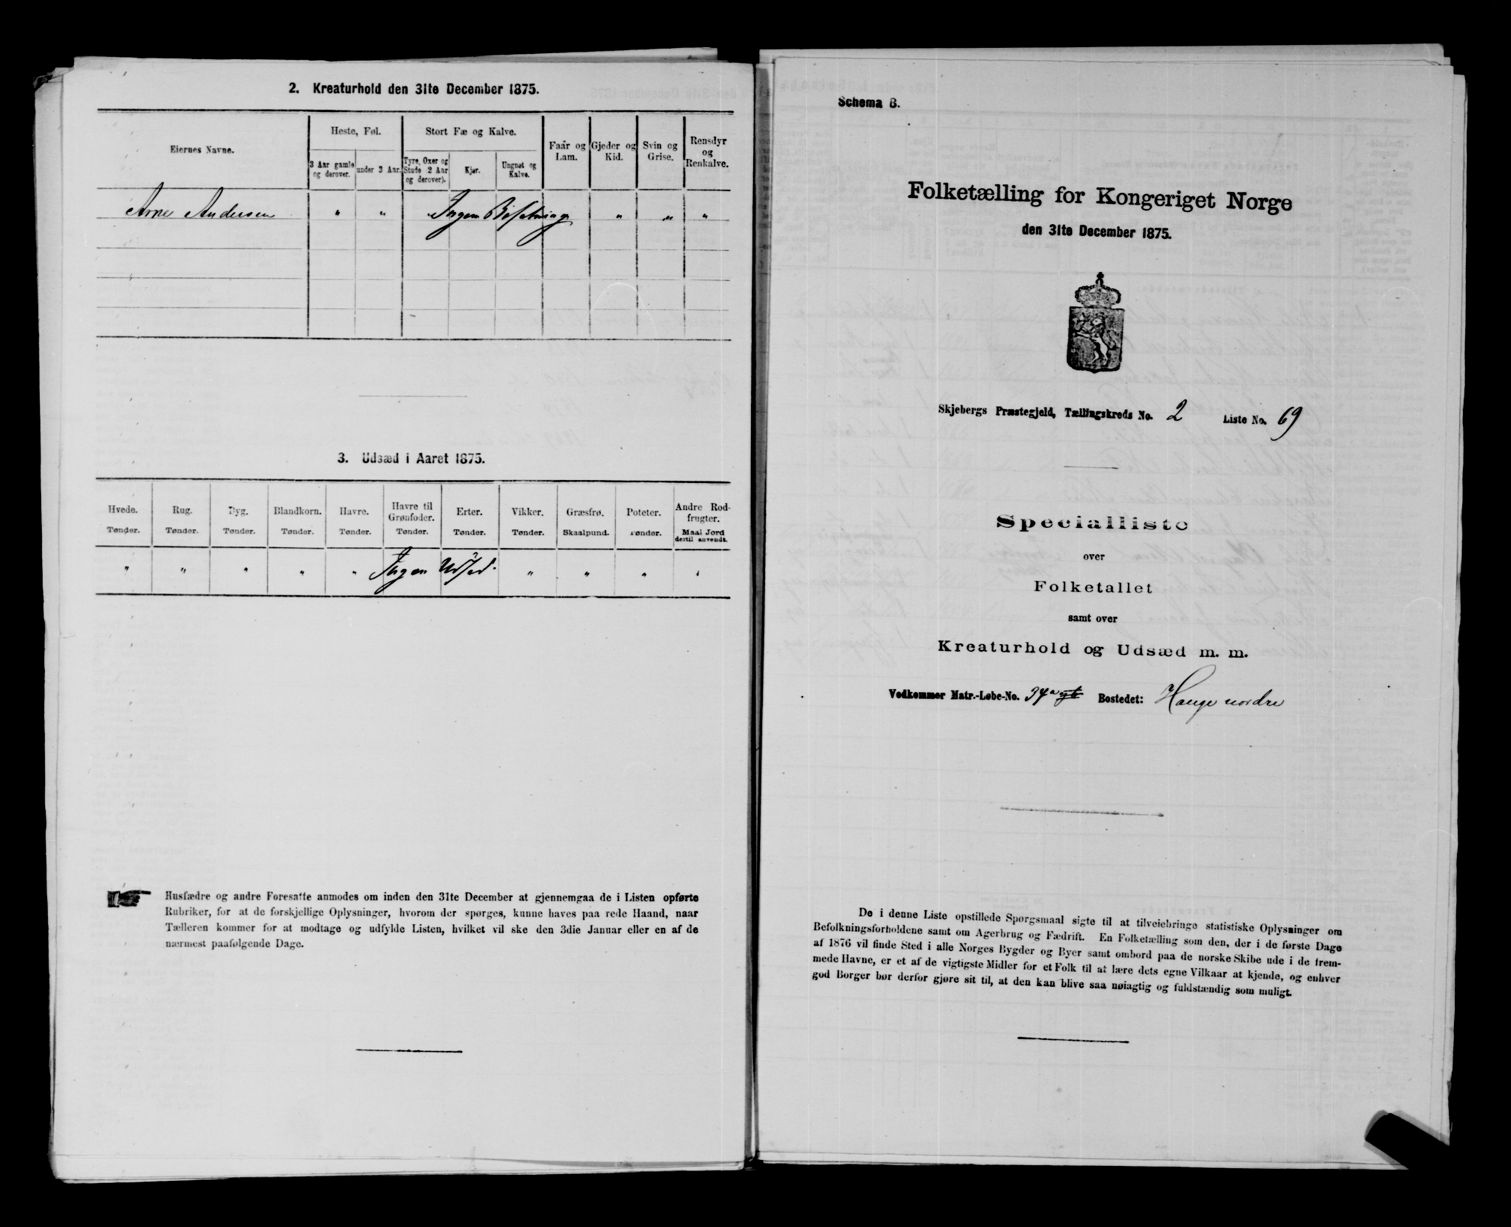 2. Kreaturhold den 31te December 1875.
Eiernes Navne.
Heste, Føl.
Stort Fæ og Kalve.
Faar og Lam.
Gjeder og Kid.
Svin og Grise.
Rensdyr og Renkalve.
3 Aar gamle og derover.
under 3 Aar.
Tyre, Oxer og Stude (2 Aar og derover).
Kjør.
Ungnøt og Kalve.
Arne Andersen " " Ingen Besetning " " "
3. Udsæd i Aaret 1875.
Hvede. Rug. Byg. Blandkorn. Havre. Havre til Grønfoder. Erter. Vikker. Græsfrø. Poteter. Andre Rodfrugter.
Tønder. Tønder. Tønder. Tønder. Tønder. Tønder. Tønder. Tønder. Skaalpund. Tønder. Maal Jord dertil anvendt.
" " " " " Ingen Udsæd. " " " "
Husfædre og andre Foresatte anmodes om inden den 31te December at gjennemgaa de i Listen opførte
Rubriker, for at de forskjellige Oplysninger, hvorom der spørges, kunne haves paa rede Haand, naar
Tælleren kommer for at modtage og udfylde Listen, hvilket vil ske den 3die Januar eller en af de
nærmest paafølgende Dage.
Schema B.
Folketælling for Kongeriget Norge
den 31te December 1875.
Skjebergs Præstegjeld, Tællingskreds No. 2 Liste No. 69
Specialliste
over
Folketallet
samt over
Kreaturhold og Udsæd m. m.
Vedkommer Matr.-Løbe-No. 34a Bostedet: Hauge nordre
De i denne Liste opstillede Spørgsmaal sigte til at tilveiebringe statistiske Oplysninger om
Befolkningsforholdene samt om Agerbrug og Fædrift. En Folketælling som den, der i de første Dage
af 1876 vil finde Sted i alle Norges Bygder og Byer samt ombord paa de norske Skibe ude i de frem-
mede Havne, er et af de vigtigste Midler for et Folk til at lære dets egne Vilkaar at kjende, og enhver
god Borger bør derfor gjøre sit til, at den kan blive saa nøiagtig og fuldstændig som muligt.